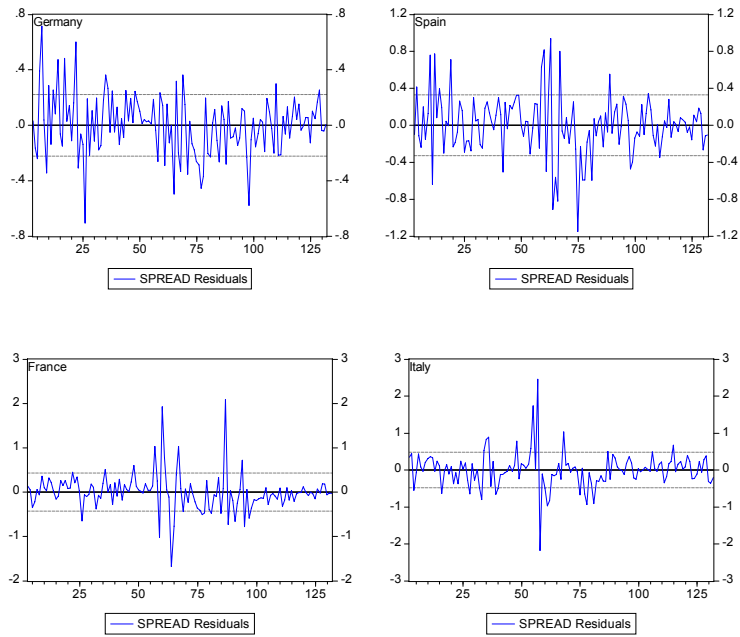 Germany
.8 .8
.4 .4
.0 .0
-.4 -.4
-.8 -.8
25 50 75 100 125
SPREAD Residuals
Spain
1.2 1.2
0.8 0.8
0.4 0.4
0.0 0.0
-0.4 -0.4
-0.8 -0.8
-1.2 -1.2
25 50 75 100 125
SPREAD Residuals
France
3 3
2 2
1 1
0 0
-1 -1
-2 -2
25 50 75 100 125
SPREAD Residuals
Italy
3 3
2 2
1 1
0 0
-1 -1
-2 -2
-3 -3
25 50 75 100 125
SPREAD Residuals